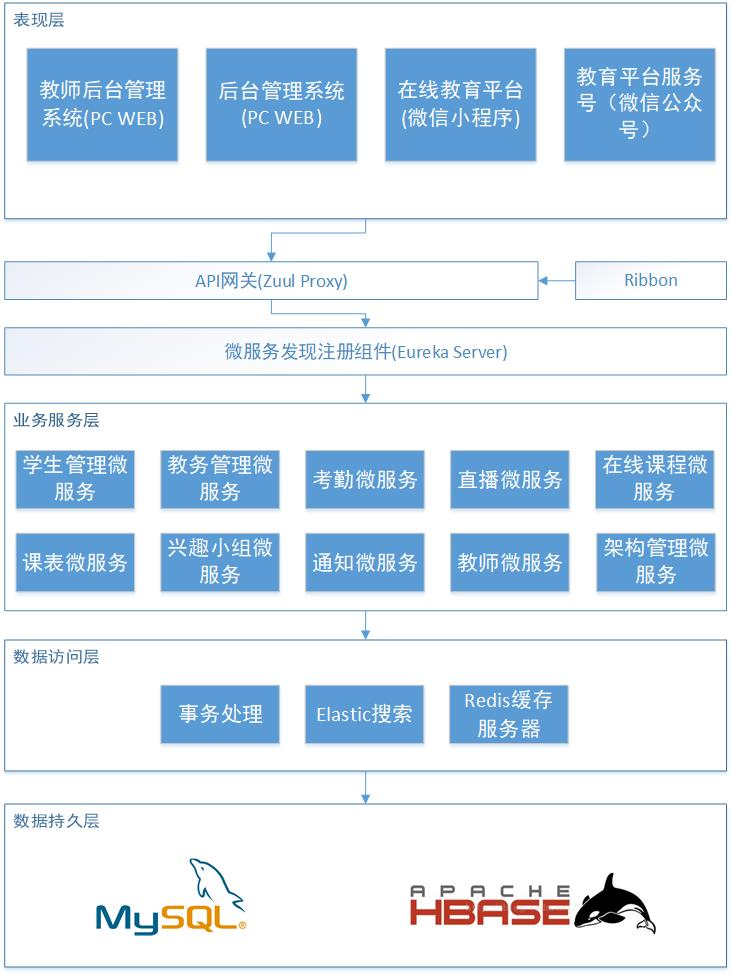 表现层
教师后台管理
系统(PC WEB)
后台管理系统
(PC WEB)
在线教育平台
(微信小程序)
教育平台服务
号（微信公众
号）
API网关(Zuul Proxy)
Ribbon
微服务发现注册组件(Eureka Server)
业务服务层
学生管理微
服务
教务管理微
服务
考勤微服务
直播微服务
在线课程微
服务
课表微服务
兴趣小组微
服务
通知微服务
教师微服务
架构管理微
服务
数据访问层
事务处理
Elastic搜索
Redis缓存
服务器
数据持久层
MySQL®
APACHE
HBASE